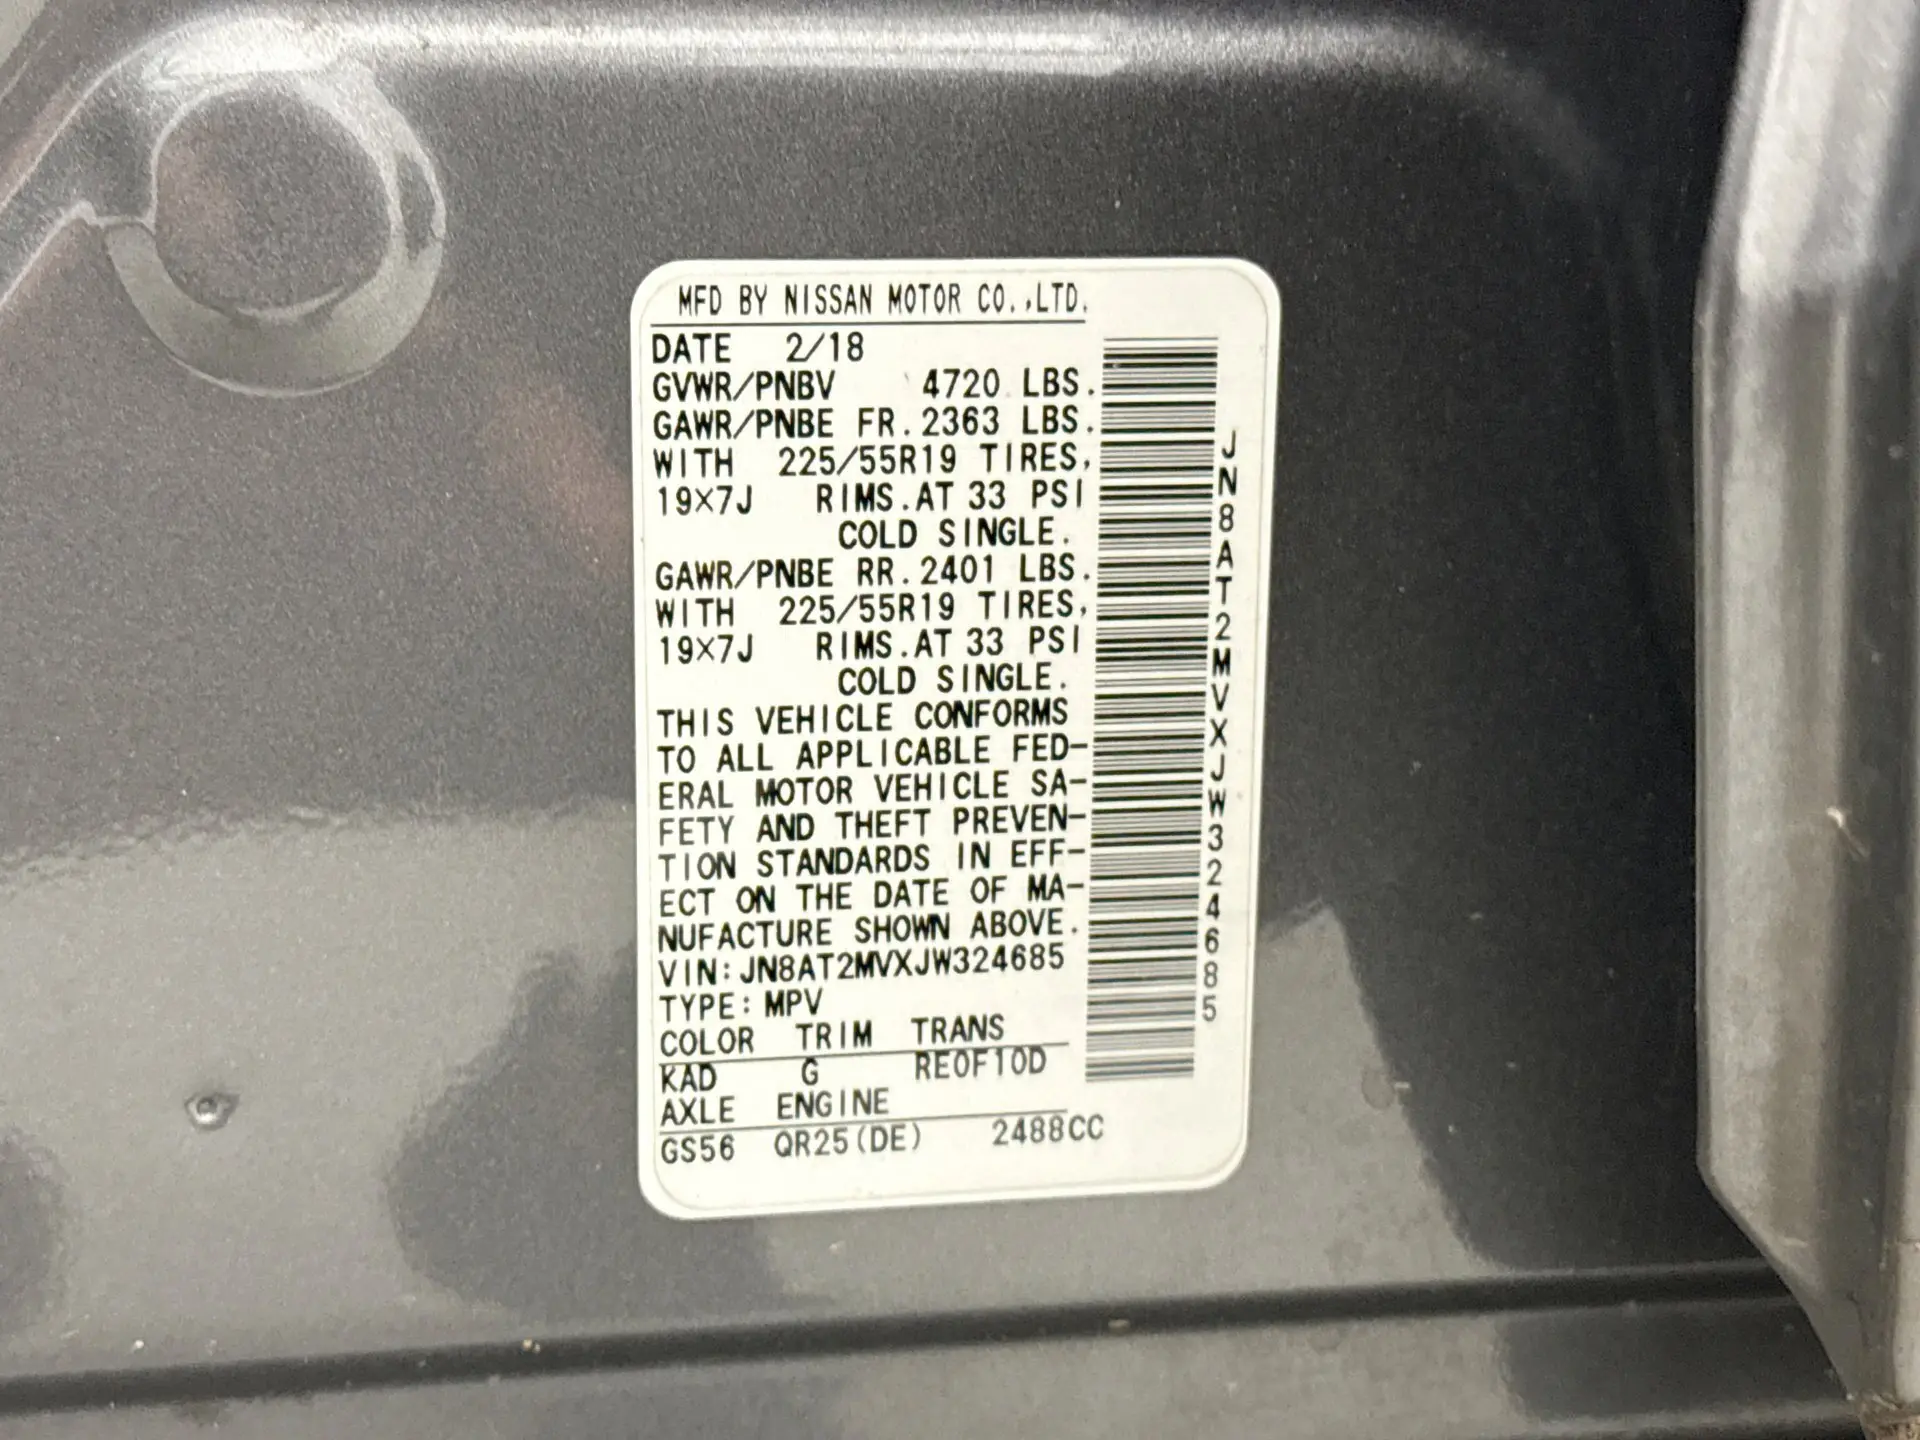 MFD BY NISSAN MOTOR CO.,LTD.
DATE 2/18
GVWR/PNBV 4720 LBS.
GAWR/PNBE FR.2363 LBS.
WITH 225/55R19 TIRES,
19×7J RIMS.AT 33 PSI
COLD SINGLE.
GAWR/PNBE RR.2401 LBS.
WITH 225/55R19 TIRES,
19×7J RIMS.AT 33 PSI
COLD SINGLE.
THIS VEHICLE CONFORMS
TO ALL APPLICABLE FED-
ERAL MOTOR VEHICLE SA-
FETY AND THEFT PREVEN-
TION STANDARDS IN EFF-
ECT ON THE DATE OF MA-
NUFACTURE SHOWN ABOVE.
VIN:JN8AT2MVXJW324685
TYPE:MPV
COLOR TRIM TRANS
KAD G RE0F10D
AXLE ENGINE
GS56 QR25(DE) 2488CC
JN8AT2MVXJW324685